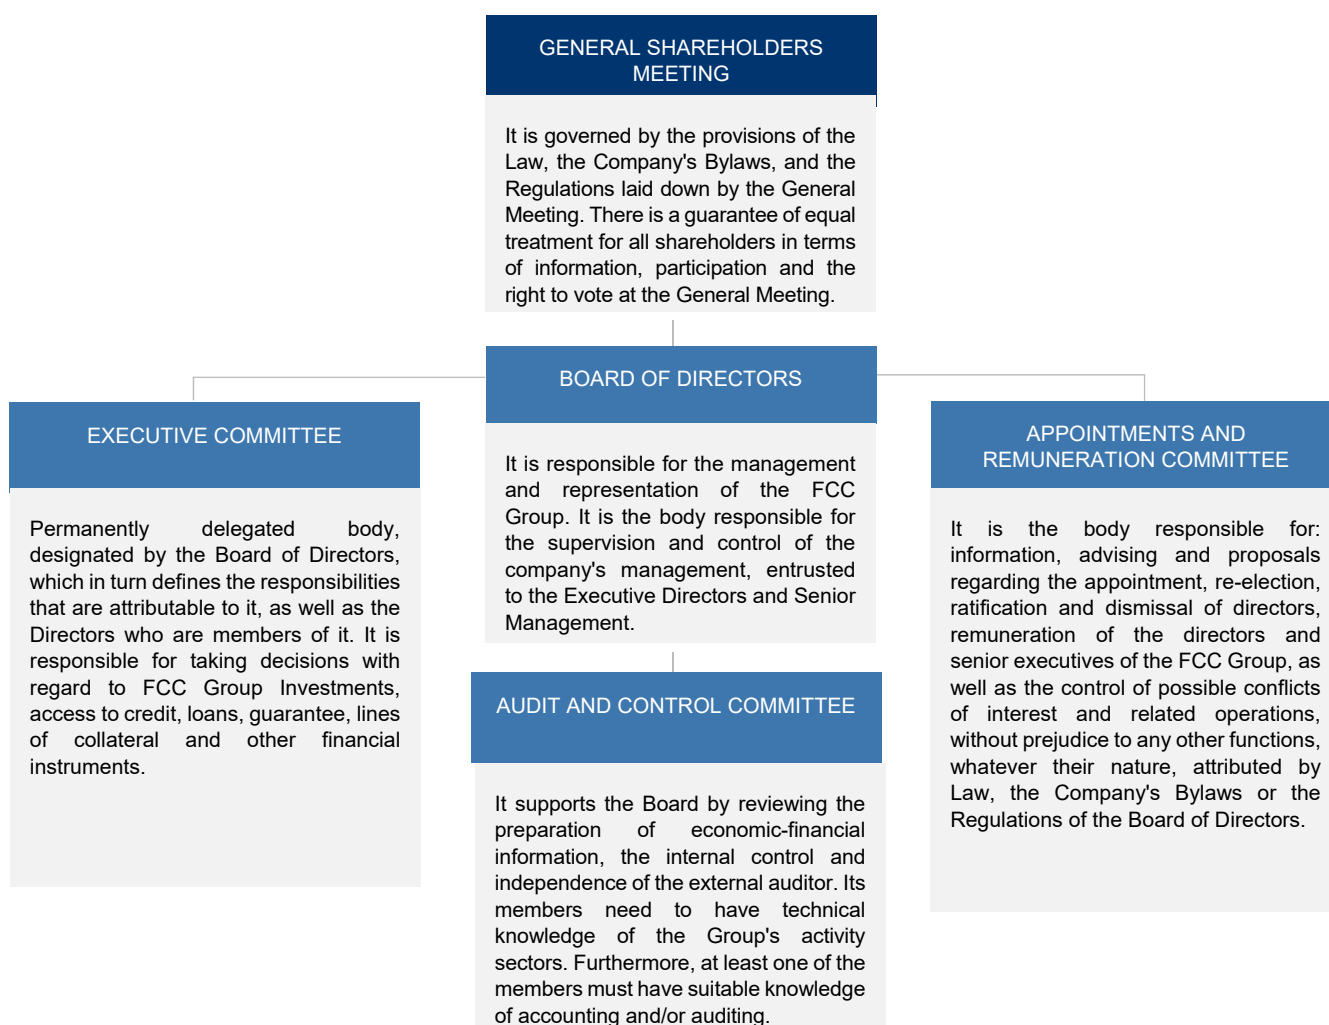 GENERAL SHAREHOLDERS
MEETING
It is governed by the provisions of the
Law, the Company's Bylaws, and the
Regulations laid down by the General
Meeting. There is a guarantee of equal
treatment for all shareholders in terms
of information, participation and the
right to vote at the General Meeting.
BOARD OF DIRECTORS
It is responsible for the management
and representation of the FCC
Group. It is the body responsible for
the supervision and control of the
company's management, entrusted
to the Executive Directors and Senior
Management.
EXECUTIVE COMMITTEE
Permanently delegated body,
designated by the Board of Directors,
which in turn defines the responsibilities
that are attributable to it, as well as the
Directors who are members of it. It is
responsible for taking decisions with
regard to FCC Group Investments,
access to credit, loans, guarantee, lines
of collateral and other financial
instruments.
APPOINTMENTS AND
REMUNERATION COMMITTEE
It is the body responsible for:
information, advising and proposals
regarding the appointment, re-election,
ratification and dismissal of directors,
remuneration of the directors and
senior executives of the FCC Group, as
well as the control of possible conflicts
of interest and related operations,
without prejudice to any other functions,
whatever their nature, attributed by
Law, the Company's Bylaws or the
Regulations of the Board of Directors.
AUDIT AND CONTROL COMMITTEE
It supports the Board by reviewing the
preparation of economic-financial
information, the internal control and
independence of the external auditor. Its
members need to have technical
knowledge of the Group's activity
sectors. Furthermore, at least one of the
members must have suitable knowledge
of accounting and/or auditing.